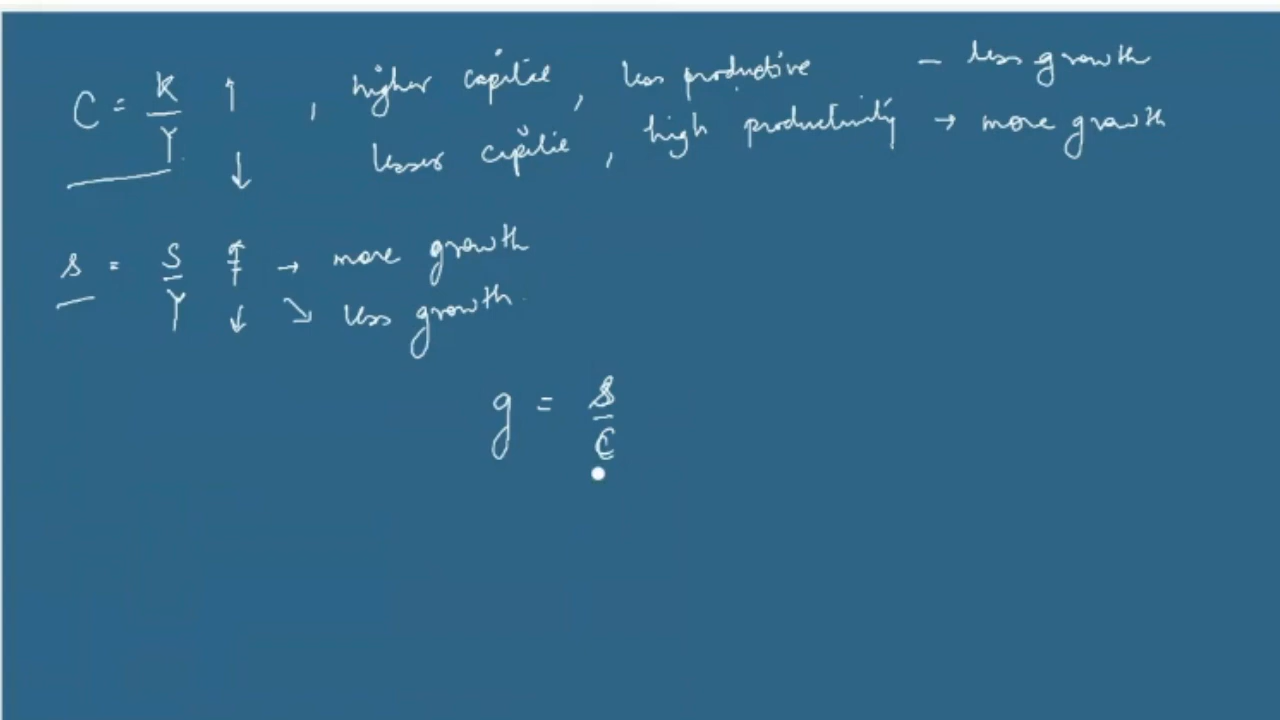 C = K/Y ↑ , higher capital , less productive – less growth
↓ lesser capital , high productivity → more growth
s = S/Y ↑ → more growth
↓ ↘ less growth.
g = s/C